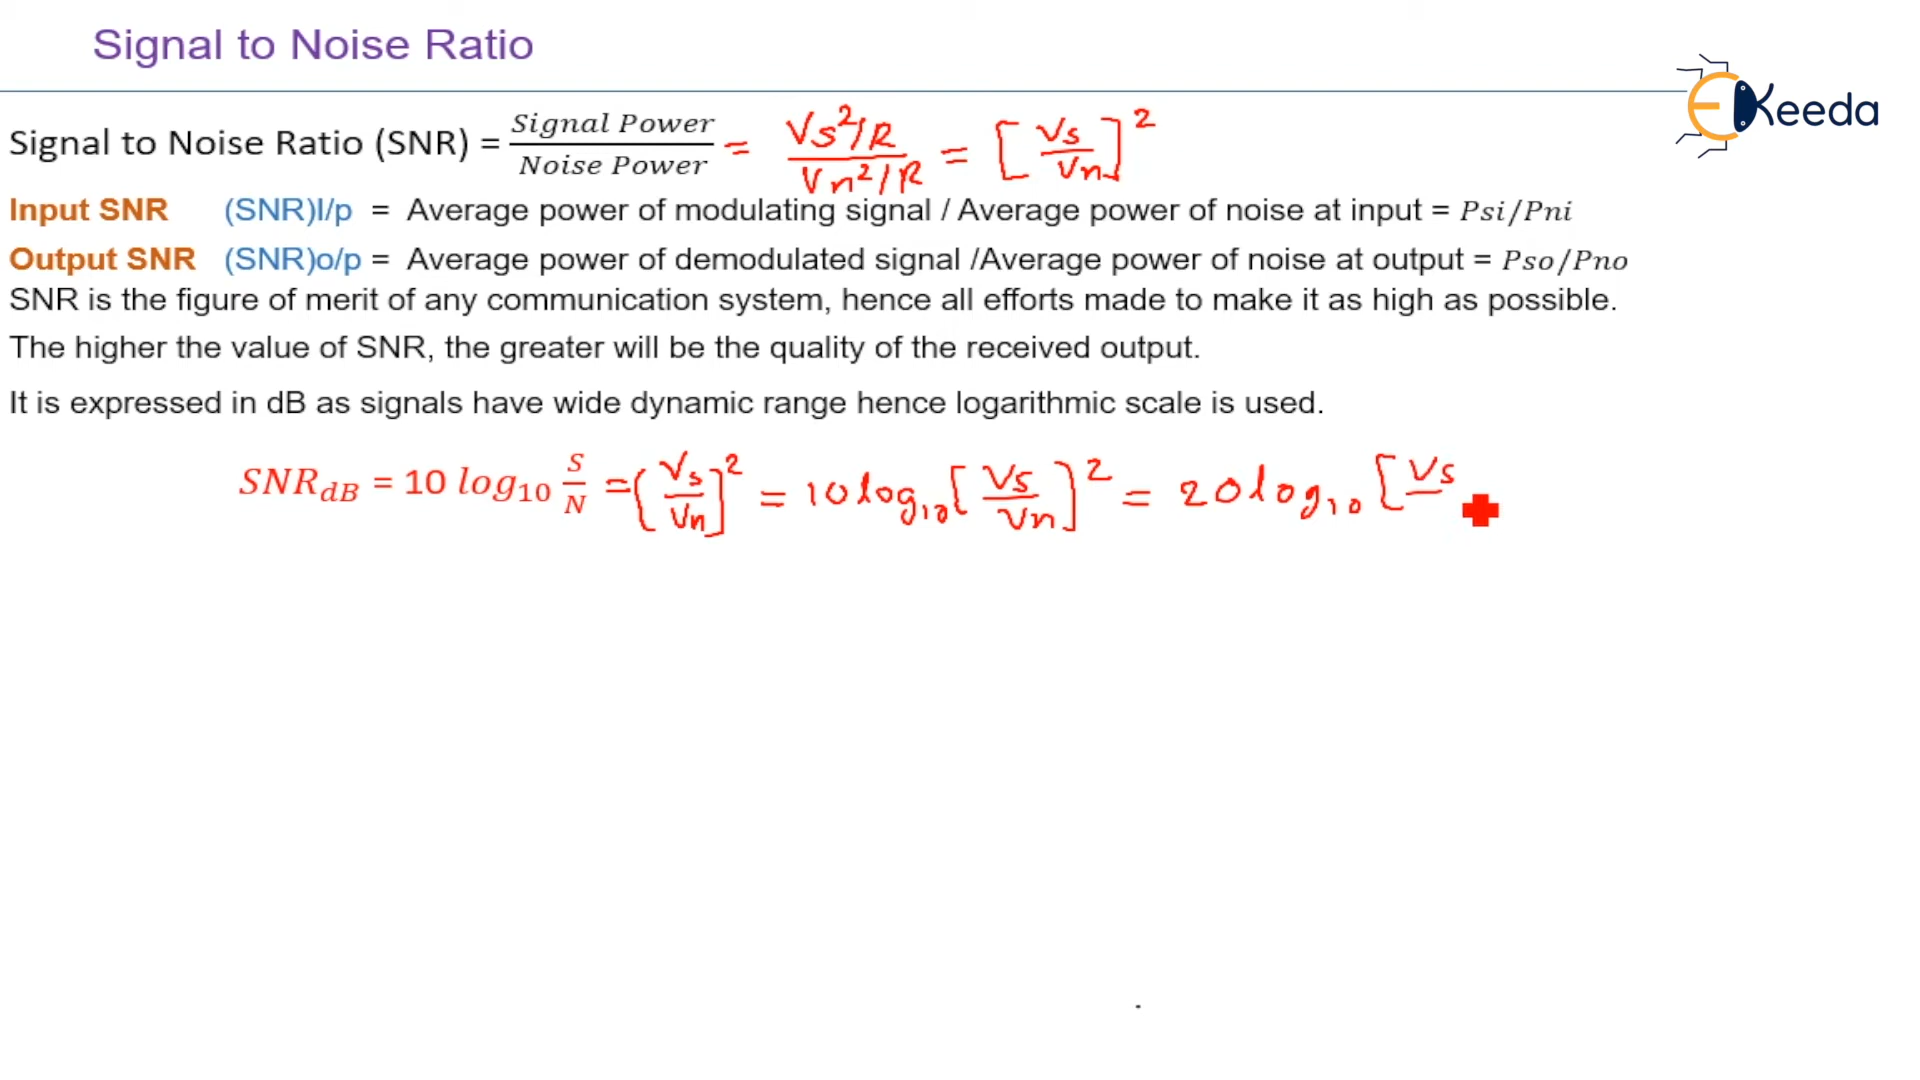 Signal to Noise Ratio
EKeeda
Signal to Noise Ratio (SNR) = Signal Power / Noise Power = Vs²/R / Vn²/R = [Vs/Vn]²
Input SNR (SNR)I/p = Average power of modulating signal / Average power of noise at input = Psi/Pni
Output SNR (SNR)o/p = Average power of demodulated signal /Average power of noise at output = Pso/Pno
SNR is the figure of merit of any communication system, hence all efforts made to make it as high as possible.
The higher the value of SNR, the greater will be the quality of the received output.
It is expressed in dB as signals have wide dynamic range hence logarithmic scale is used.
SNR_dB = 10 log₁₀ S/N = [Vs/Vn]² = 10 log₁₀ [Vs/Vn]² = 20 log₁₀ [Vs